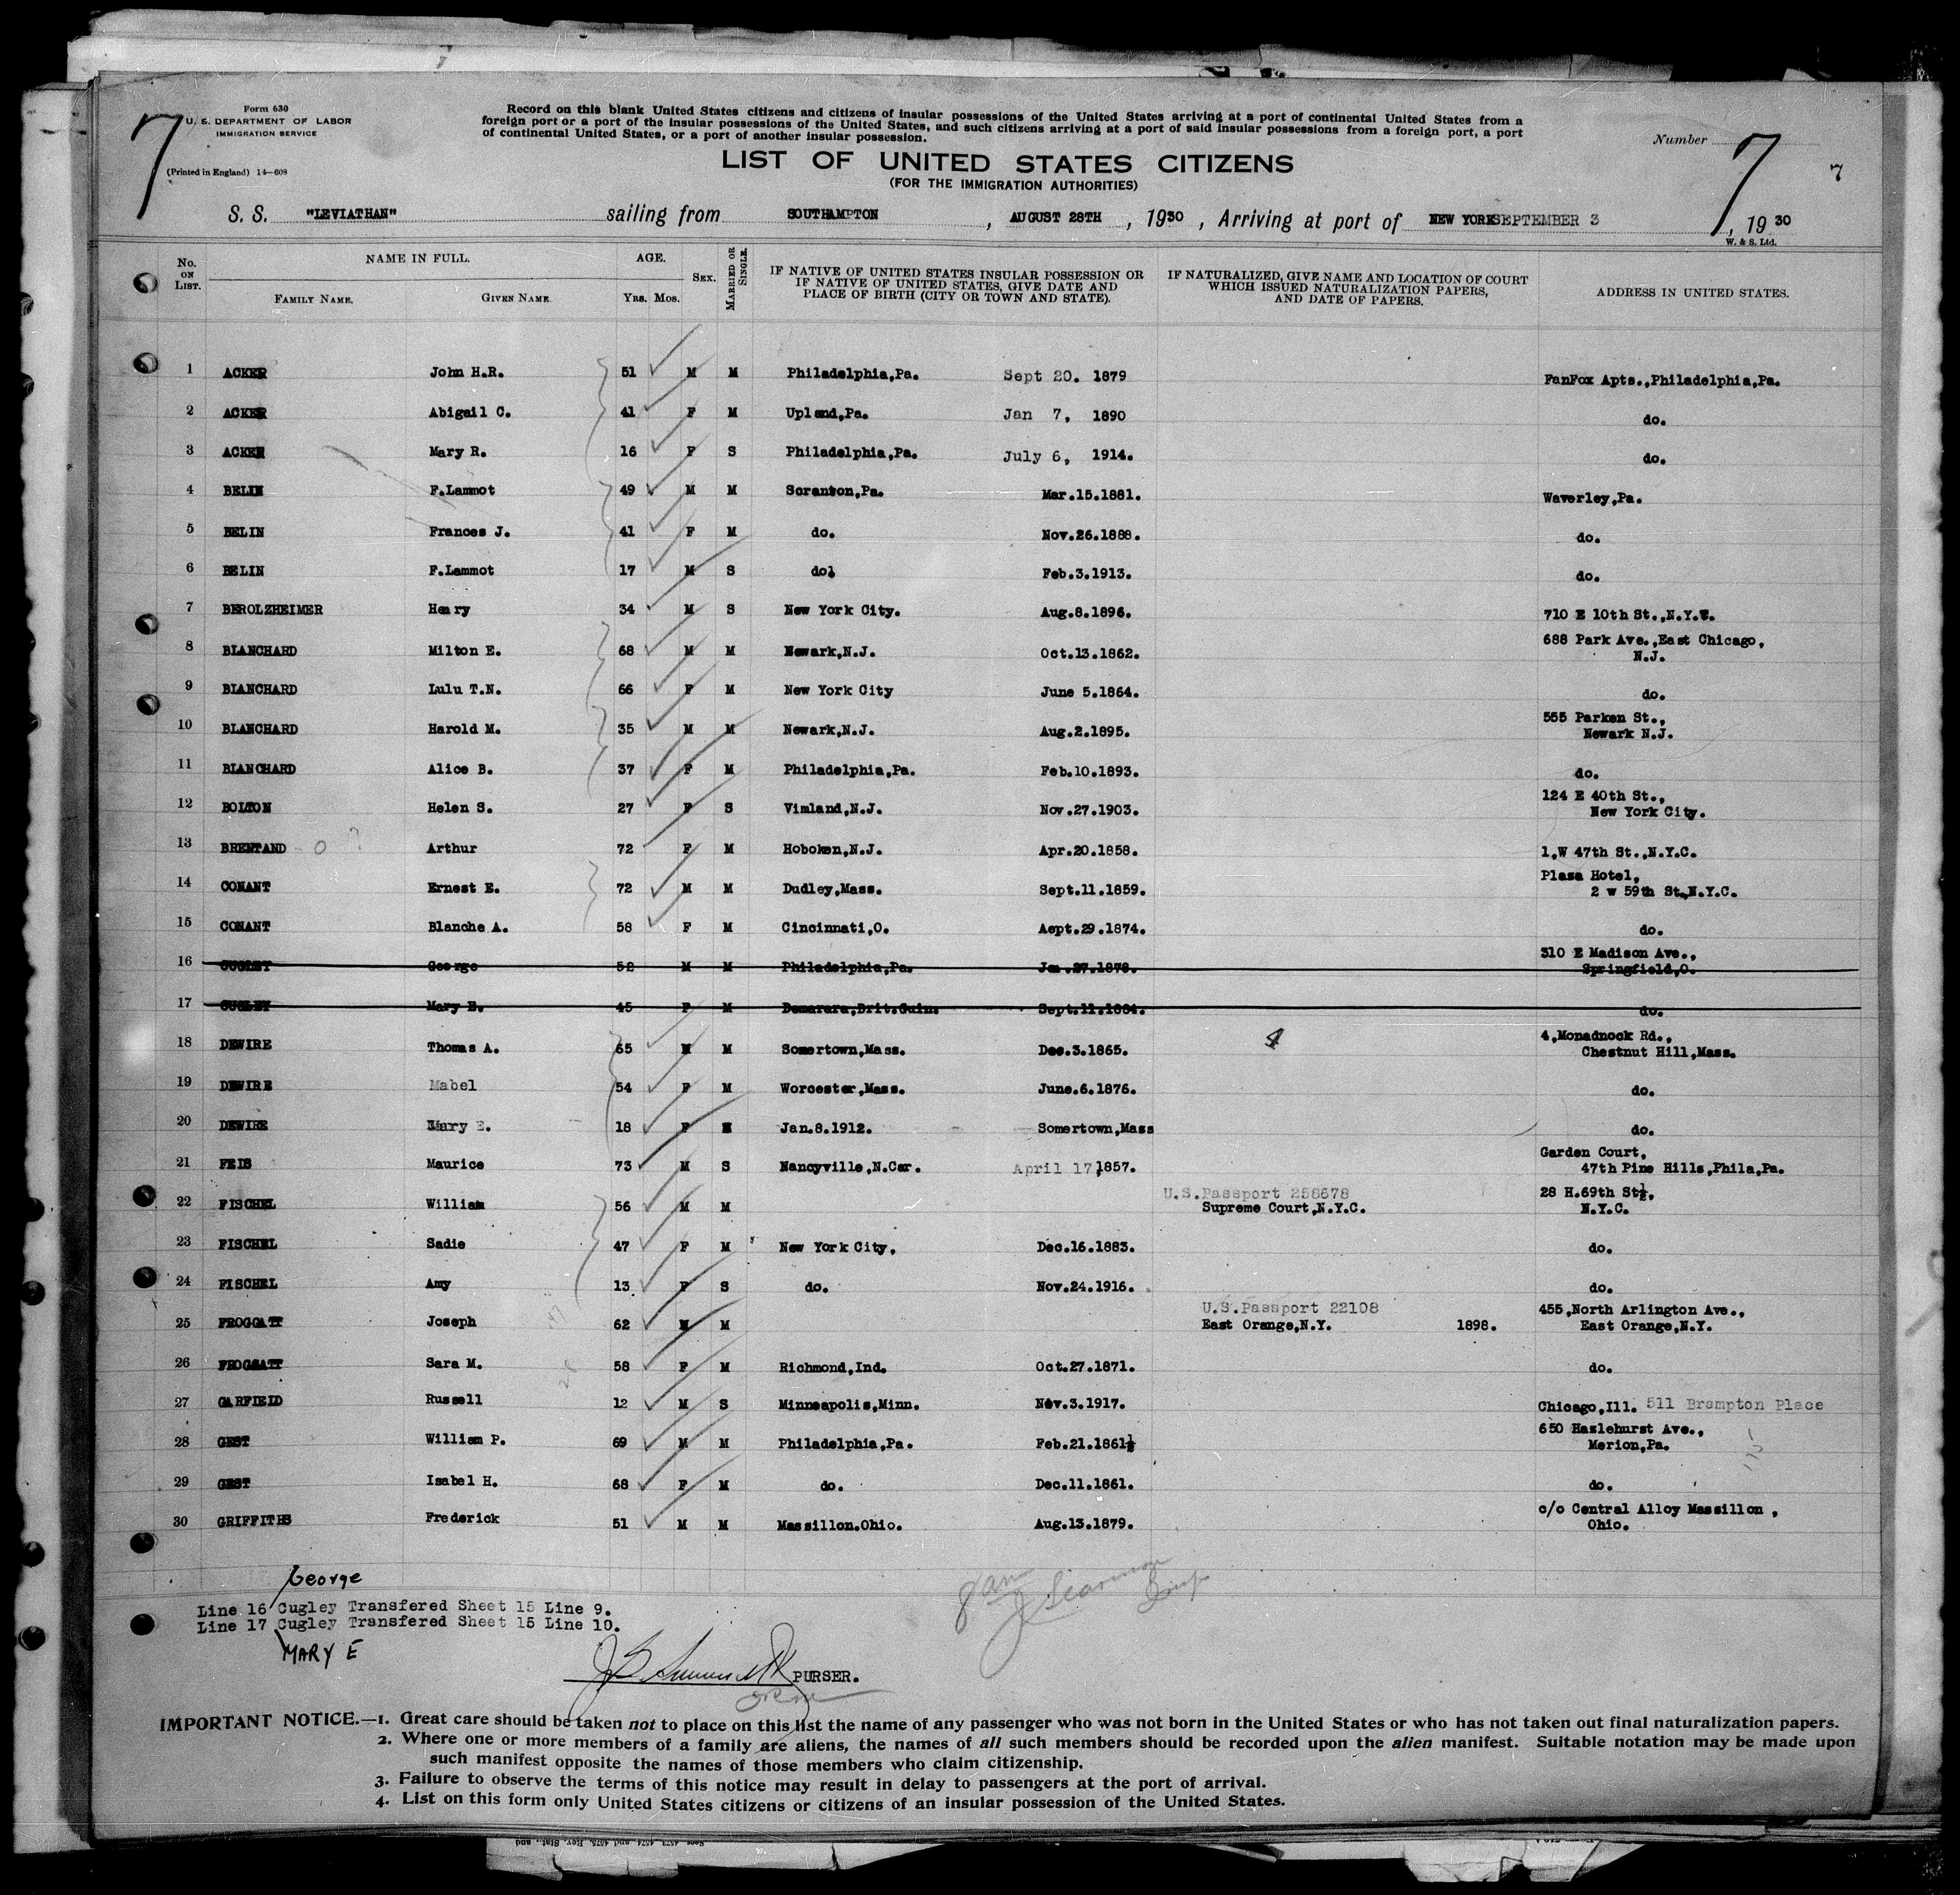 7
Form 630
U. S. DEPARTMENT OF LABOR
IMMIGRATION SERVICE
(Printed in England) 14—608
Record on this blank United States citizens and citizens of insular possessions of the United States arriving at a port of continental United States from a
foreign port or a port of the insular possessions of the United States, and such citizens arriving at a port of said insular possessions from a foreign port, a port
of continental United States, or a port of another insular possession.
Number 7 7
LIST OF UNITED STATES CITIZENS
(FOR THE IMMIGRATION AUTHORITIES)
S. S. "LEVIATHAN" sailing from SOUTHAMPTON, AUGUST 28TH, 1930, Arriving at port of NEW YORK SEPTEMBER 3, 1930
W. & S. Ltd.
No. ON LIST. NAME IN FULL. FAMILY NAME. GIVEN NAME. AGE. YRS. MOS. SEX. MARRIED OR SINGLE. IF NATIVE OF UNITED STATES INSULAR POSSESSION OR IF NATIVE OF UNITED STATES, GIVE DATE AND PLACE OF BIRTH (CITY OR TOWN AND STATE). IF NATURALIZED, GIVE NAME AND LOCATION OF COURT WHICH ISSUED NATURALIZATION PAPERS, AND DATE OF PAPERS. ADDRESS IN UNITED STATES.
1 ACKER John H.R. 51 M M Philadelphia,Pa. Sept 20. 1879 FanFox Apts.,Philadelphia,Pa.
2 ACKER Abigail C. 41 F M Upland,Pa. Jan 7, 1890 do.
3 ACKER Mary R. 16 F S Philadelphia,Pa. July 6, 1914. do.
4 BELIN F.Lammot 49 M M Scranton,Pa. Mar.15.1881. Waverley,Pa.
5 BELIN Frances J. 41 F M do. Nov.26.1888. do.
6 BELIN F.Lammot 17 M S do. Feb.3.1913. do.
7 BEROLZHEIMER Henry 34 M S New York City. Aug.8.1896. 710 E 10th St.,N.Y.C.
8 BLANCHARD Milton E. 68 M M Newark,N.J. Oct.13.1862. 688 Park Ave.,East Chicago,
N.J.
9 BLANCHARD Lulu T.N. 66 F M New York City June 5.1864. do.
10 BLANCHARD Harold M. 35 M M Newark,N.J. Aug.2.1895. 555 Parken St.,
Newark N.J.
11 BLANCHARD Alice B. 37 F M Philadelphia,Pa. Feb.10.1893. do.
12 BOLTON Helen S. 27 F S Vimland,N.J. Nov.27.1903. 124 E 40th St.,
New York City.
13 BRENTAND O ? Arthur 72 F M Hoboken,N.J. Apr.20.1858. 1,W 47th St.,N.Y.C.
14 CONANT Ernest E. 72 M M Dudley,Mass. Sept.11.1859. Plaza Hotel,
2 w 59th St,N.Y.C.
15 CONANT Blanche A. 58 F M Cincinnati,O. Aept.29.1874. do.
16 CUGLEY George 52 M M Philadelphia,Pa. Jan.27.1878. 310 E Madison Ave.,
Springfield,O.
17 CUGLEY Mary E. 45 F M Demarara,Brit.Guin. Sept.11.1884. do.
18 DEWIRE Thomas A. 65 M M Somertown,Mass. Dec.3.1865. 4,Monadnock Rd.,
Chestnut Hill,Mass.
19 DEWIRE Mabel 54 F M Worcester,Mass. June.6.1876. do.
20 DEWIRE Mary E. 18 F Jan.8.1912. Somertown,Mass do.
21 FEIS Maurice 73 M S Nancyville,N.Car. April 17,1857. Garden Court,
47th Pine Hills,Phila,Pa.
22 FISCHEL William 56 M M U.S.Passport 258678
Supreme Court,N.Y.C. 28 H.69th St.,
N.Y.C.
23 FISCHEL Sadie 47 F M New York City, Dec.16.1883. do.
24 FISCHEL Amy 13 F S do. Nov.24.1916. do.
25 FROGGATT Joseph 62 M M U.S.Passport 22108
East Orange,N.Y. 1898. 455,North Arlington Ave.,
East Orange,N.Y.
26 FROGGATT Sara M. 58 F M Richmond,Ind. Oct.27.1871. do.
27 GARFIELD Russell 12 M S Minneapolis,Minn. Nov.3.1917. Chicago,Ill. 511 Brompton Place
28 GEST William P. 69 M M Philadelphia,Pa. Feb.21.1861 650 Hazlehurst Ave.,
Merion,Pa.
29 GEST Isabel H. 68 F M do. Dec.11.1861. do.
30 GRIFFITHS Frederick 51 M M Massillon.Ohio. Aug.13.1879. c/o Central Alloy Massillon ,
Ohio.
George
Line 16 Cugley Transfered Sheet 15 Line 9.
Line 17 Cugley Transfered Sheet 15 Line 10.
MARY E
PURSER.
IMPORTANT NOTICE.—1. Great care should be taken not to place on this list the name of any passenger who was not born in the United States or who has not taken out final naturalization papers.
2. Where one or more members of a family are aliens, the names of all such members should be recorded upon the alien manifest. Suitable notation may be made upon
such manifest opposite the names of those members who claim citizenship.
3. Failure to observe the terms of this notice may result in delay to passengers at the port of arrival.
4. List on this form only United States citizens or citizens of an insular possession of the United States.